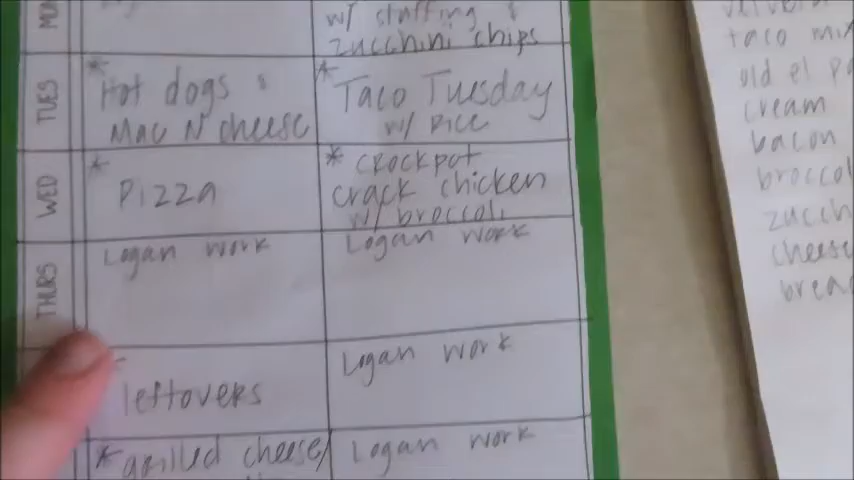 MON
w/ stuffing &
zucchini chips
TUES
* Hot dogs &
Mac N cheese
* Taco Tuesday
w/ Rice
WED
* Pizza
* crockpot
crack chicken
w/ broccoli
THURS
Logan work
Logan work
* leftovers
Logan work
* grilled cheese/
Logan work
taco mix
old el pa
cream
bacon
broccol
zucch
cheese
bread